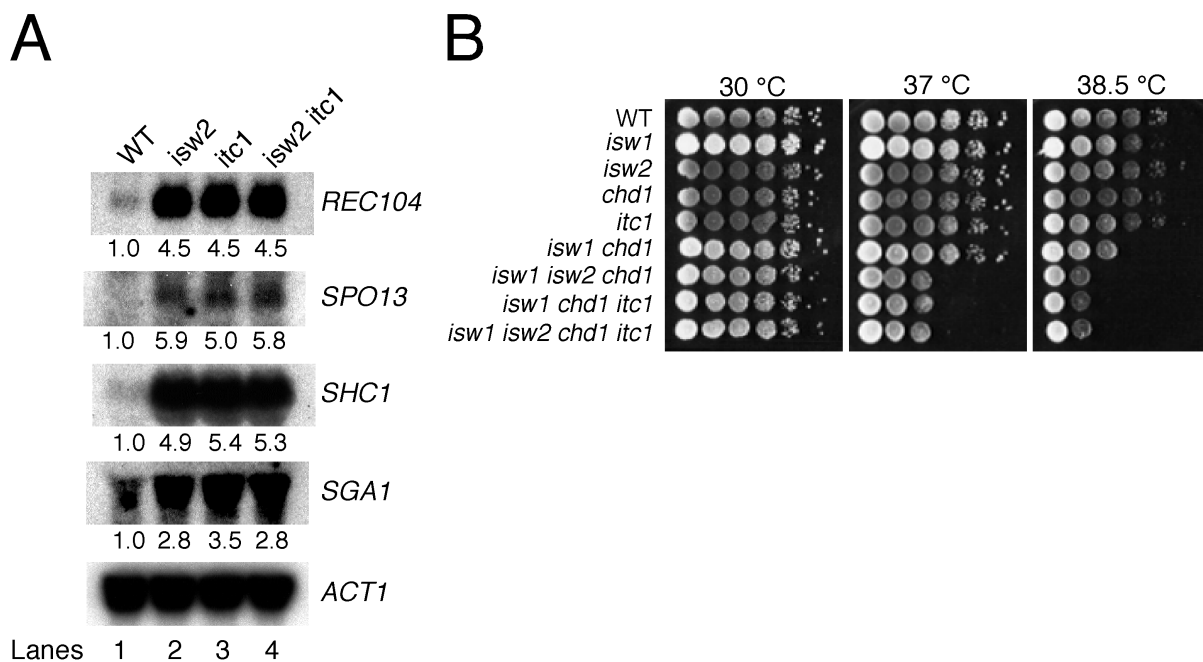 A
WT isw2 itc1 isw2 itc1
REC104
1.0 4.5 4.5 4.5
SPO13
1.0 5.9 5.0 5.8
SHC1
1.0 4.9 5.4 5.3
SGA1
1.0 2.8 3.5 2.8
ACT1
Lanes 1 2 3 4
B
30 °C 37 °C 38.5 °C
WT
isw1
isw2
chd1
itc1
isw1 chd1
isw1 isw2 chd1
isw1 chd1 itc1
isw1 isw2 chd1 itc1